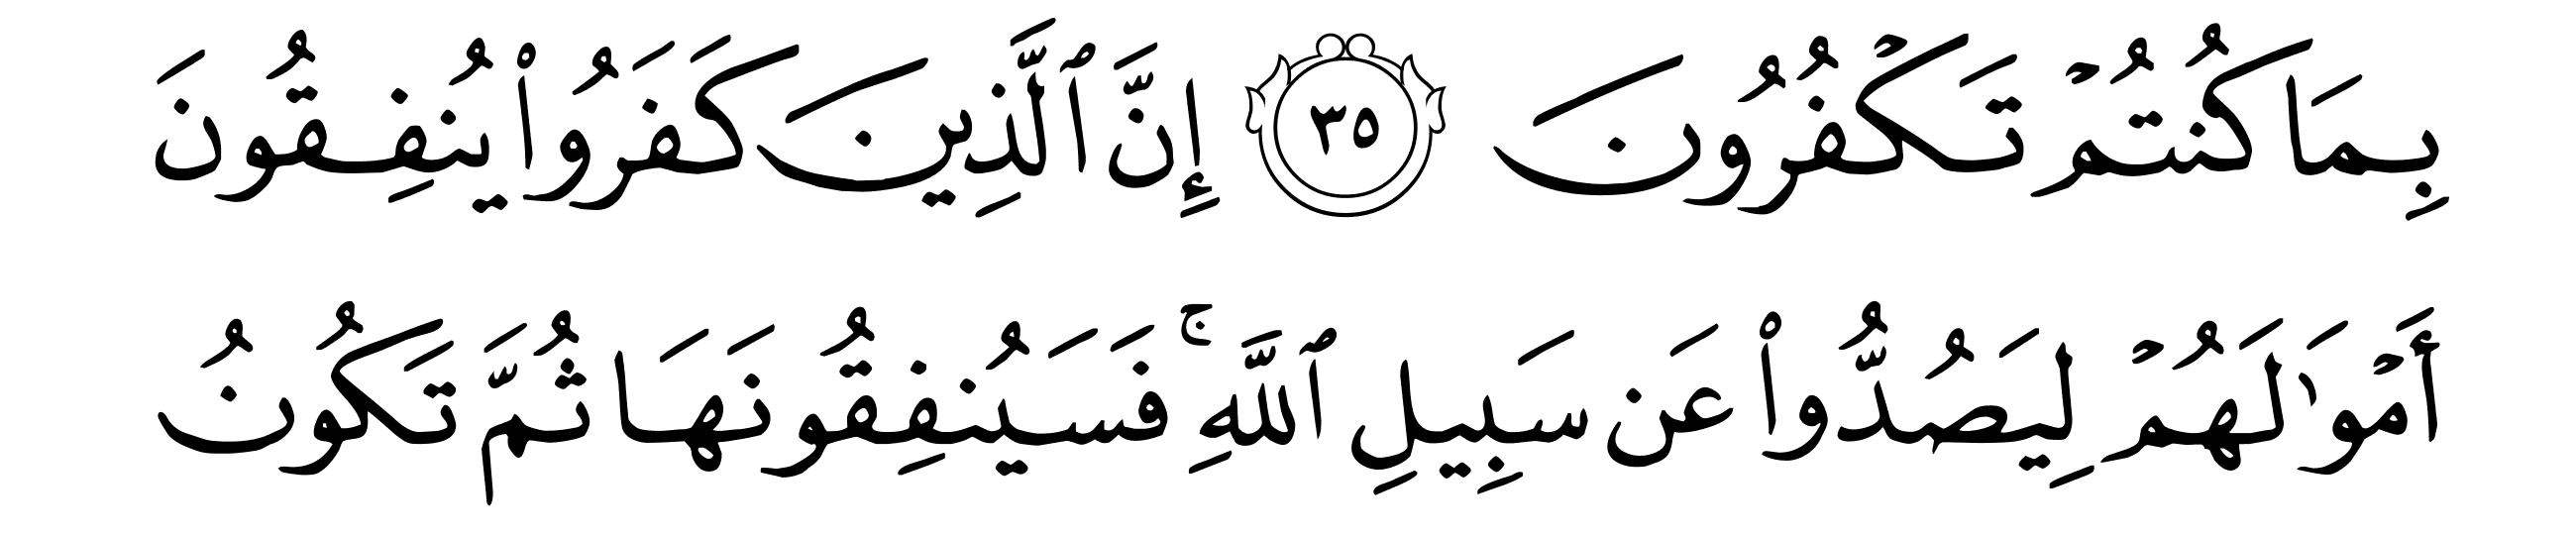 بِمَا كُنتُمۡ تَكۡفُرُونَ ٣٥ إِنَّ ٱلَّذِينَ كَفَرُواْ يُنفِقُونَ
أَمۡوَٰلَهُمۡ لِيَصُدُّواْ عَن سَبِيلِ ٱللَّهِۚ فَسَيُنفِقُونَهَا ثُمَّ تَكُونُ